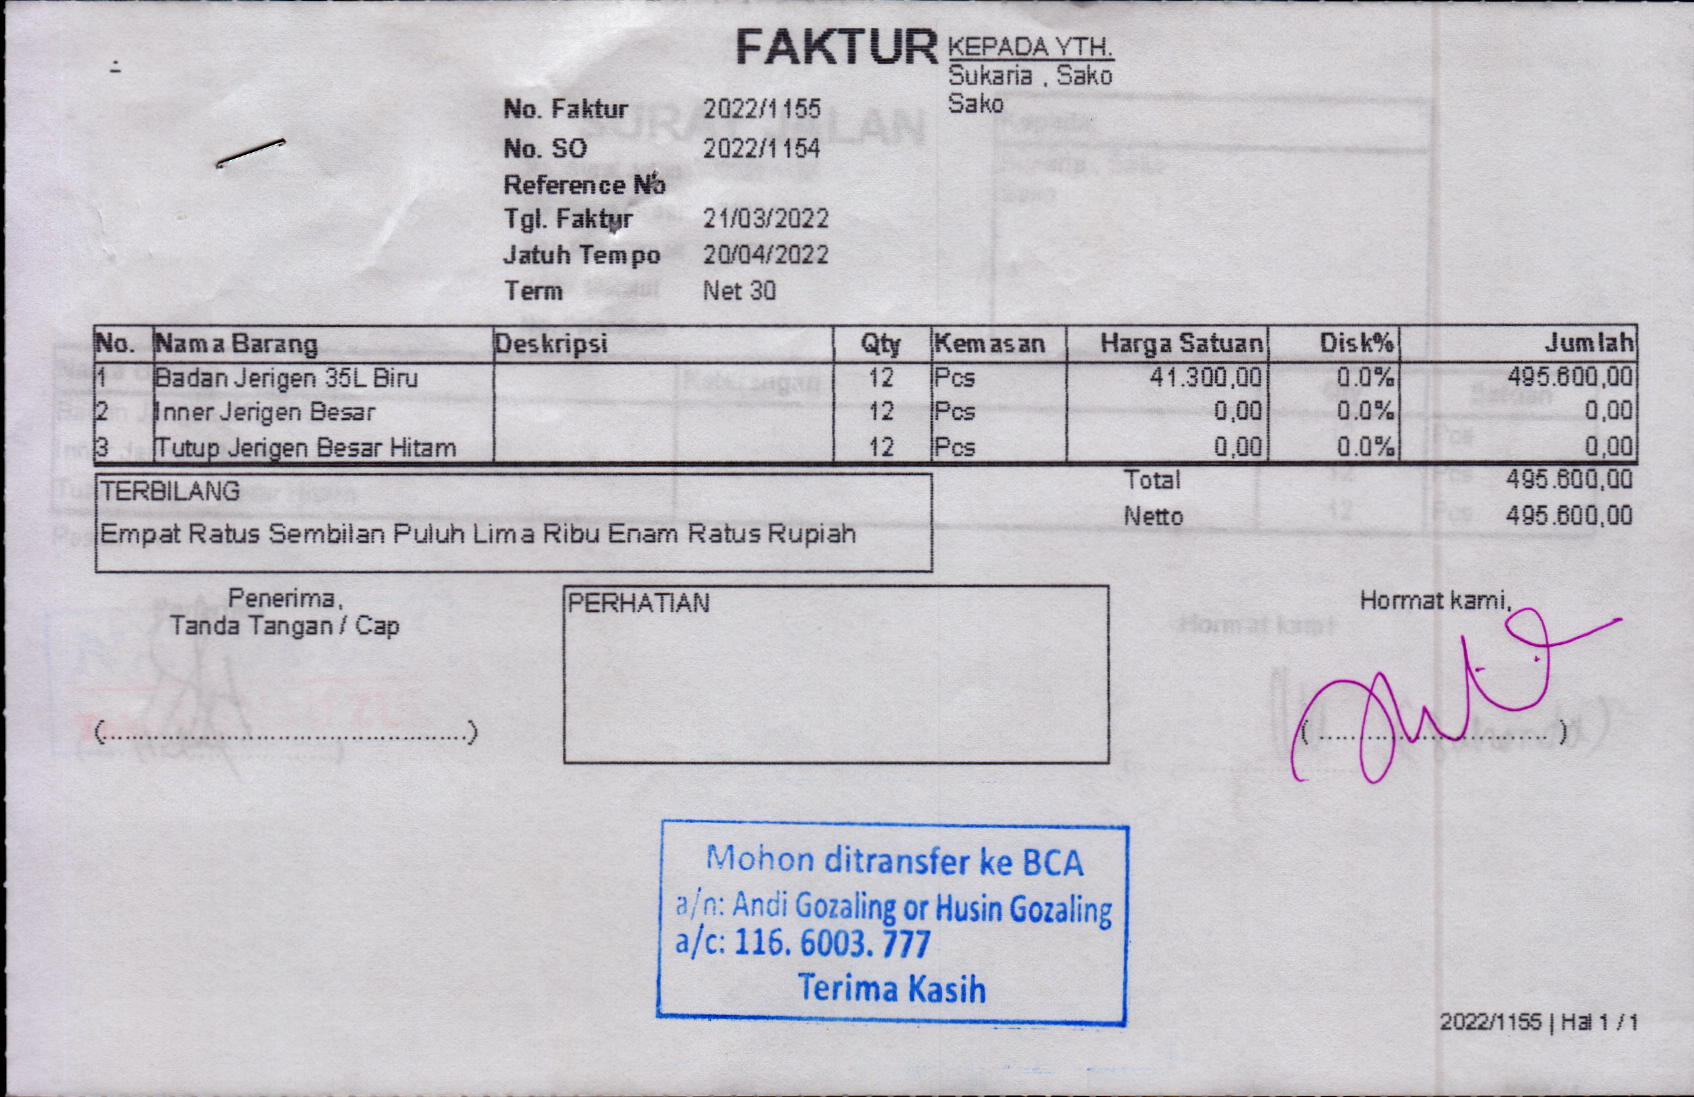 FAKTUR
KEPADA YTH.
Sukaria , Sako
Sako
No. Faktur 2022/1155
No. SO 2022/1154
Reference No
Tgl. Faktur 21/03/2022
Jatuh Tempo 20/04/2022
Term Net 30
No. Nama Barang Deskripsi Qty Kemasan Harga Satuan Disk% Jumlah
1 Badan Jerigen 35L Biru 12 Pcs 41.300,00 0.0% 495.600,00
2 Inner Jerigen Besar 12 Pcs 0,00 0.0% 0,00
3 Tutup Jerigen Besar Hitam 12 Pcs 0,00 0.0% 0,00
Total 495.600,00
Netto 495.600,00
TERBILANG
Empat Ratus Sembilan Puluh Lima Ribu Enam Ratus Rupiah
Penerima,
Tanda Tangan / Cap
(..........................................)
PERHATIAN
Hormat kami,
(..........................................)
Mohon ditransfer ke BCA
a/n: Andi Gozaling or Husin Gozaling
a/c: 116. 6003. 777
Terima Kasih
2022/1155 | Hal 1 / 1